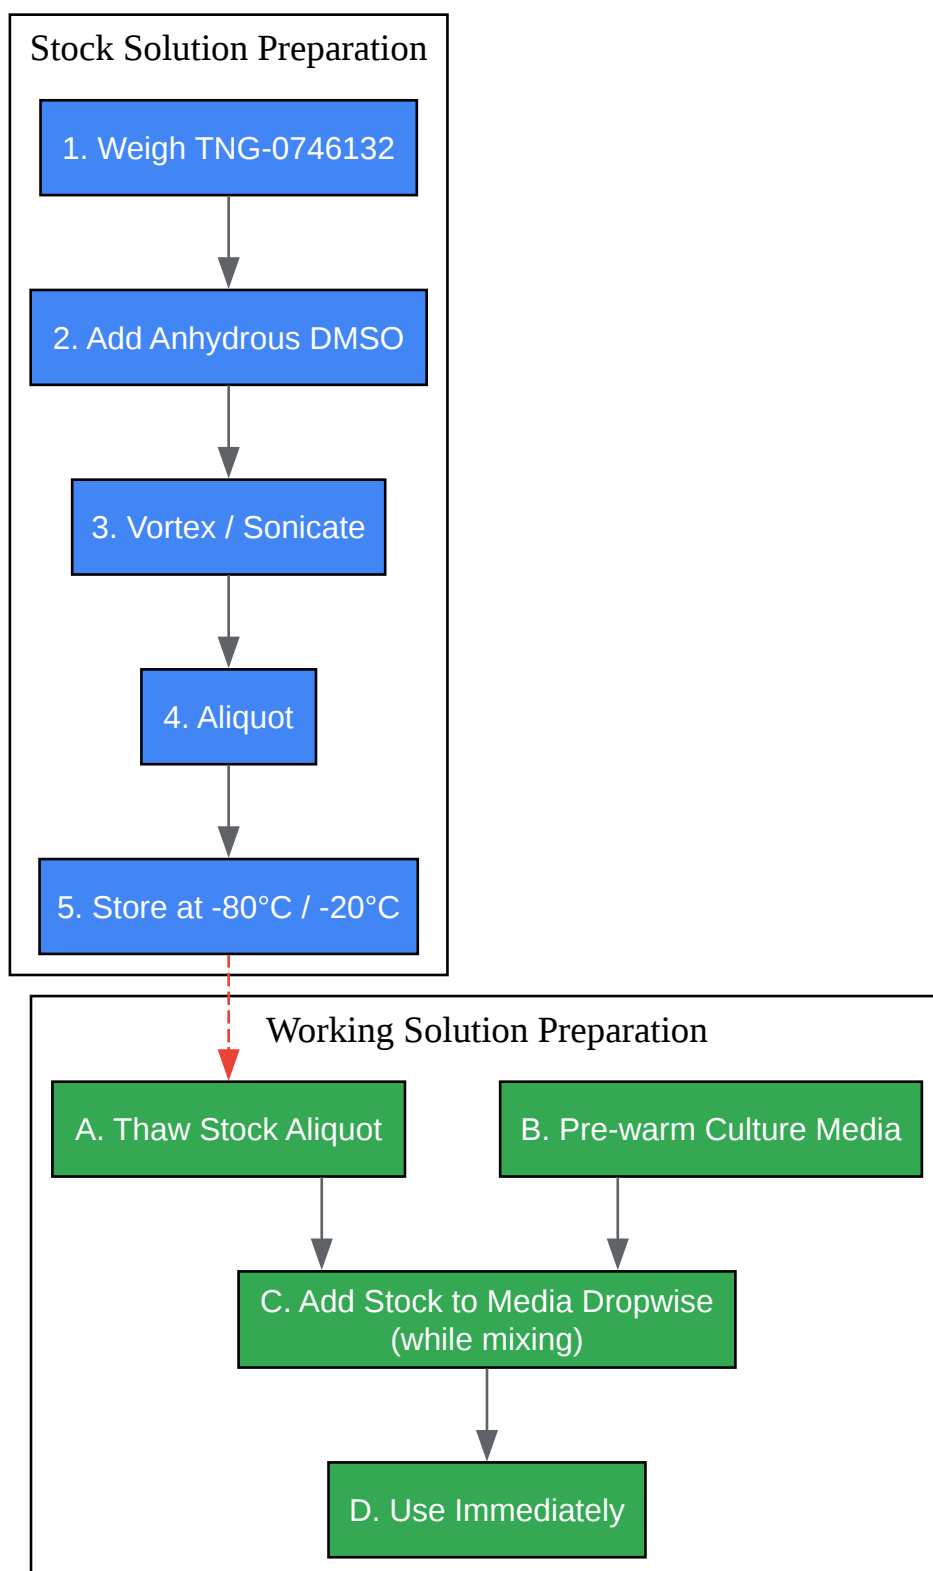 Stock Solution Preparation
1. Weigh TNG-0746132
2. Add Anhydrous DMSO
3. Vortex / Sonicate
4. Aliquot
5. Store at -80°C / -20°C
Working Solution Preparation
A. Thaw Stock Aliquot
B. Pre-warm Culture Media
C. Add Stock to Media Dropwise
(while mixing)
D. Use Immediately